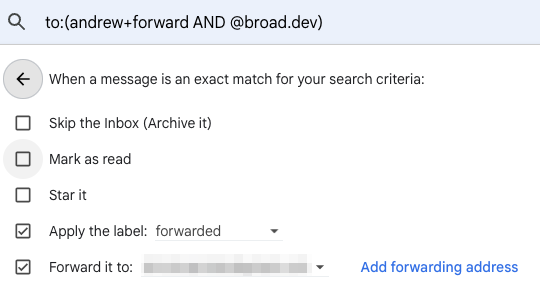 to:(andrew+forward AND @broad.dev)
When a message is an exact match for your search criteria:
Skip the Inbox (Archive it)
Mark as read
Star it
Apply the label: forwarded
Forward it to: Add forwarding address